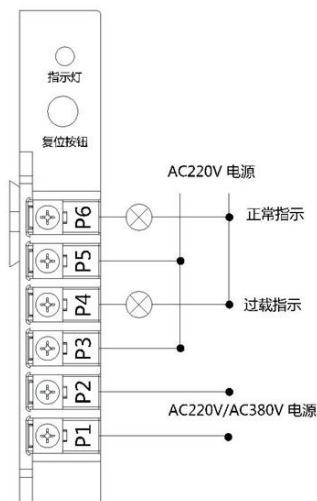 指示灯
复位按钮
AC220V 电源
P6
正常指示
P5
P4
过载指示
P3
P2
AC220V/AC380V 电源
P1